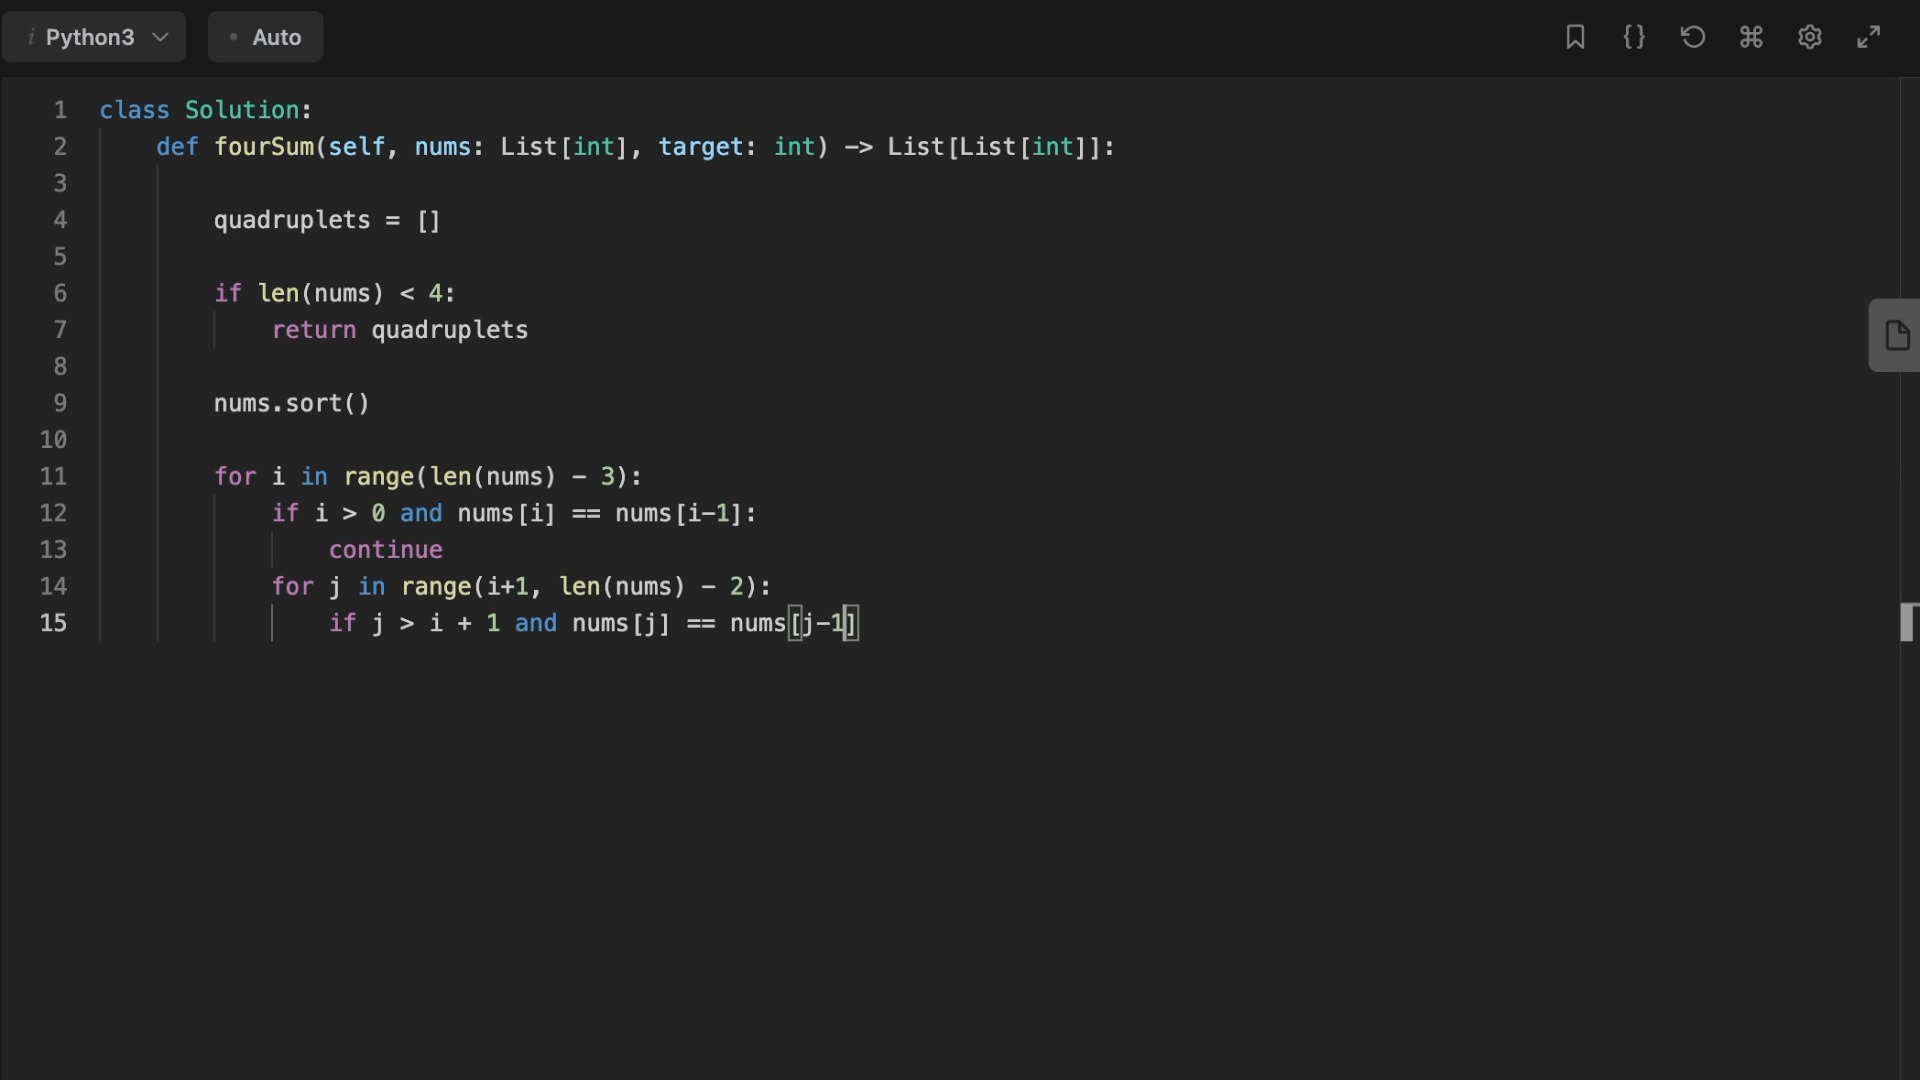 i Python3 • Auto
1 class Solution:
2 def fourSum(self, nums: List[int], target: int) -> List[List[int]]:
3
4 quadruplets = []
5
6 if len(nums) < 4:
7 return quadruplets
8
9 nums.sort()
10
11 for i in range(len(nums) - 3):
12 if i > 0 and nums[i] == nums[i-1]:
13 continue
14 for j in range(i+1, len(nums) - 2):
15 if j > i + 1 and nums[j] == nums[j-1]